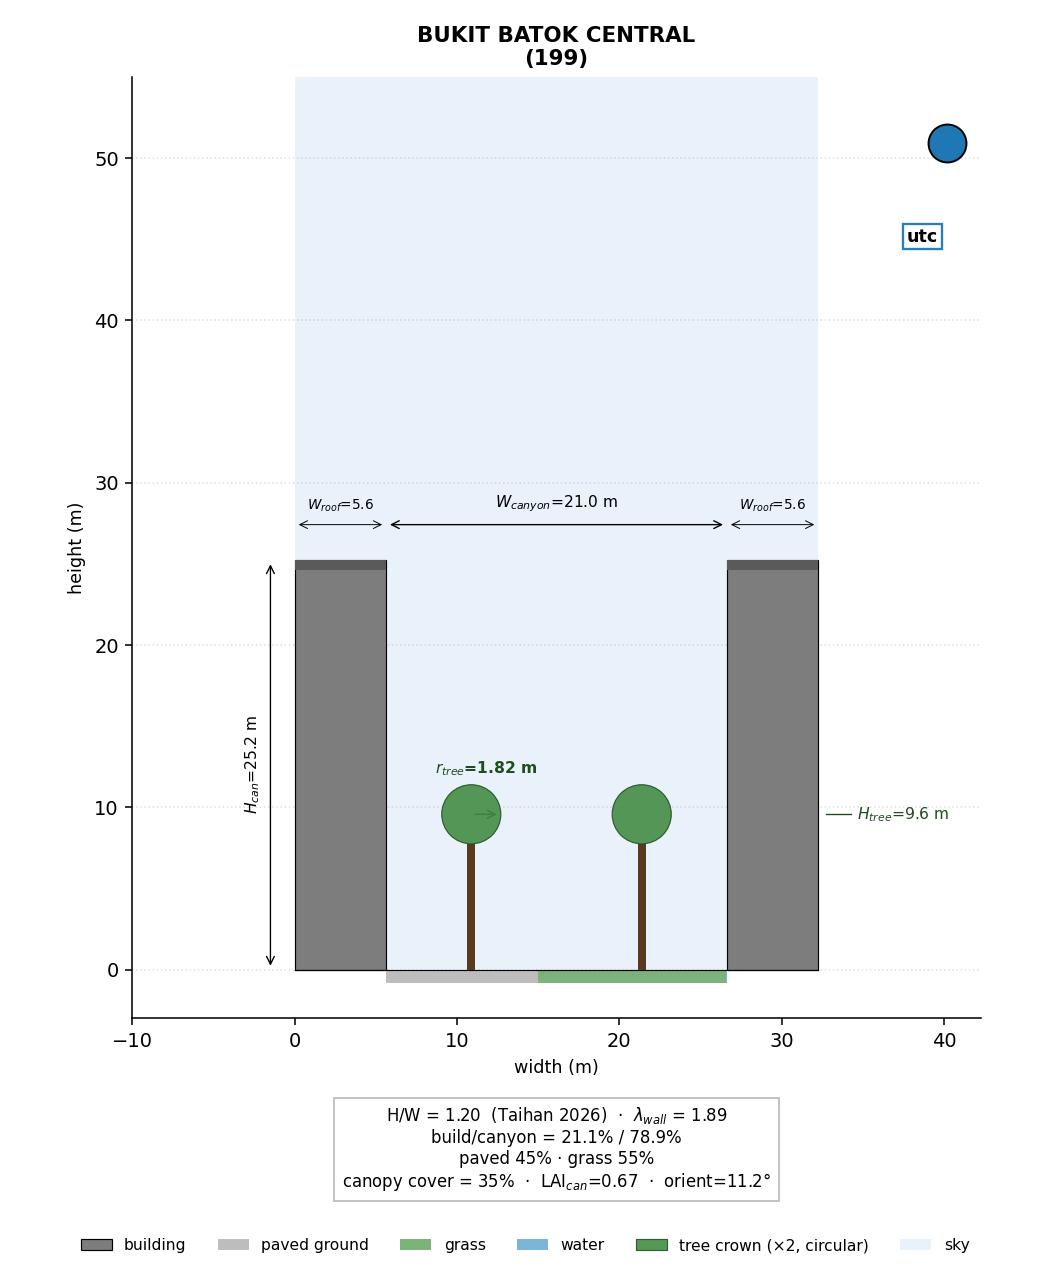 BUKIT BATOK CENTRAL
(199)
50
utc
40
30
W_roof=5.6
W_canyon=21.0 m
W_roof=5.6
height (m)
20
H_can=25.2 m
r_tree=1.82 m
10
H_tree=9.6 m
0
−10
0
10
20
30
40
width (m)
H/W = 1.20 (Taihan 2026) · λ_wall = 1.89
build/canyon = 21.1% / 78.9%
paved 45% · grass 55%
canopy cover = 35% · LAI_can=0.67 · orient=11.2°
building
paved ground
grass
water
tree crown (×2, circular)
sky